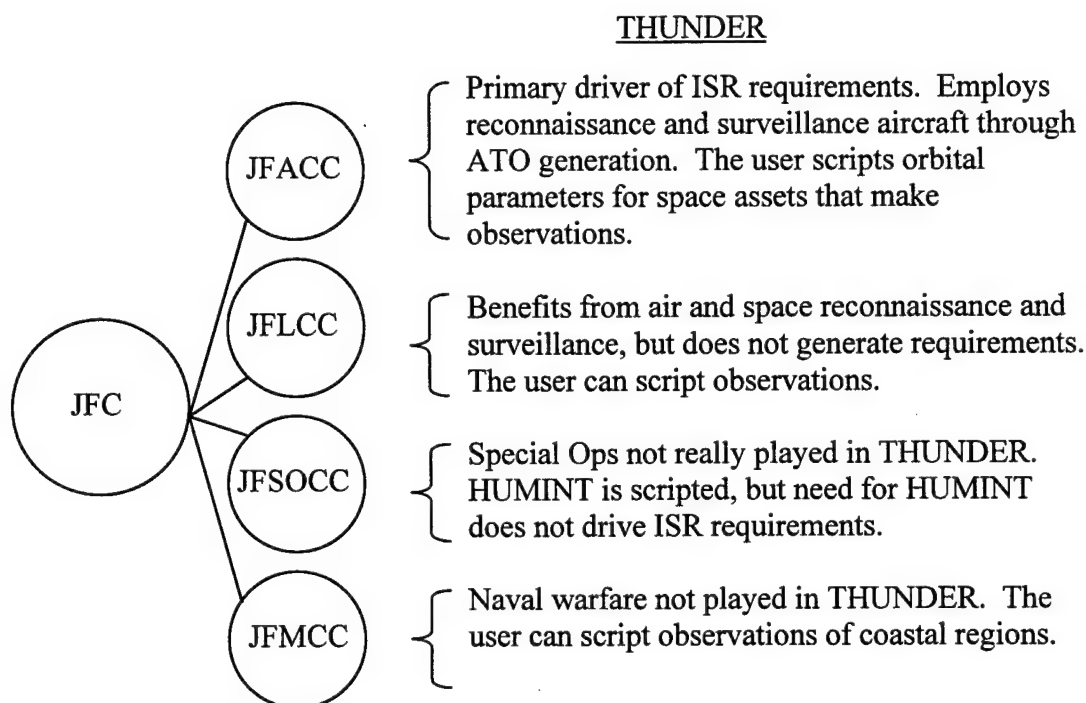 THUNDER
JFACC
Primary driver of ISR requirements.  Employs
reconnaissance and surveillance aircraft through
ATO generation.  The user scripts orbital
parameters for space assets that make
observations.
JFLCC
Benefits from air and space reconnaissance and
surveillance, but does not generate requirements.
The user can script observations.
JFC
JFSOCC
Special Ops not really played in THUNDER.
HUMINT is scripted, but need for HUMINT
does not drive ISR requirements.
JFMCC
Naval warfare not played in THUNDER.  The
user can script observations of coastal regions.